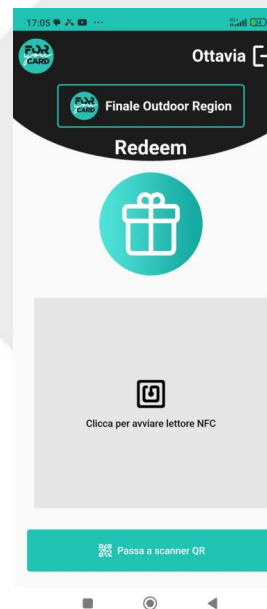 17:05
FOR
CARD
Ottavia
FOR
CARD
Finale Outdoor Region
Redeem
Clicca per avviare lettore NFC
Passa a scanner QR